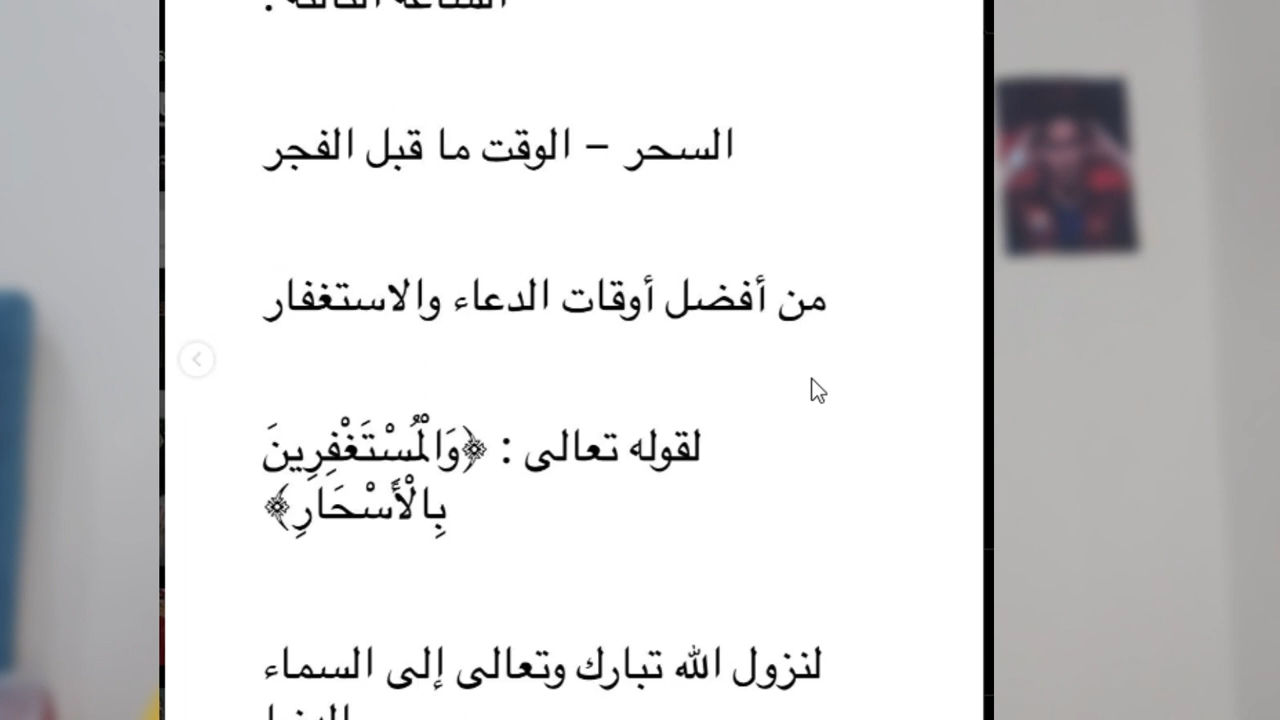 السحر – الوقت ما قبل الفجر
من أفضل أوقات الدعاء والاستغفار
لقوله تعالى : ﴿وَالْمُسْتَغْفِرِينَ
بِالْأَسْحَارِ﴾
لنزول الله تبارك وتعالى إلى السماء